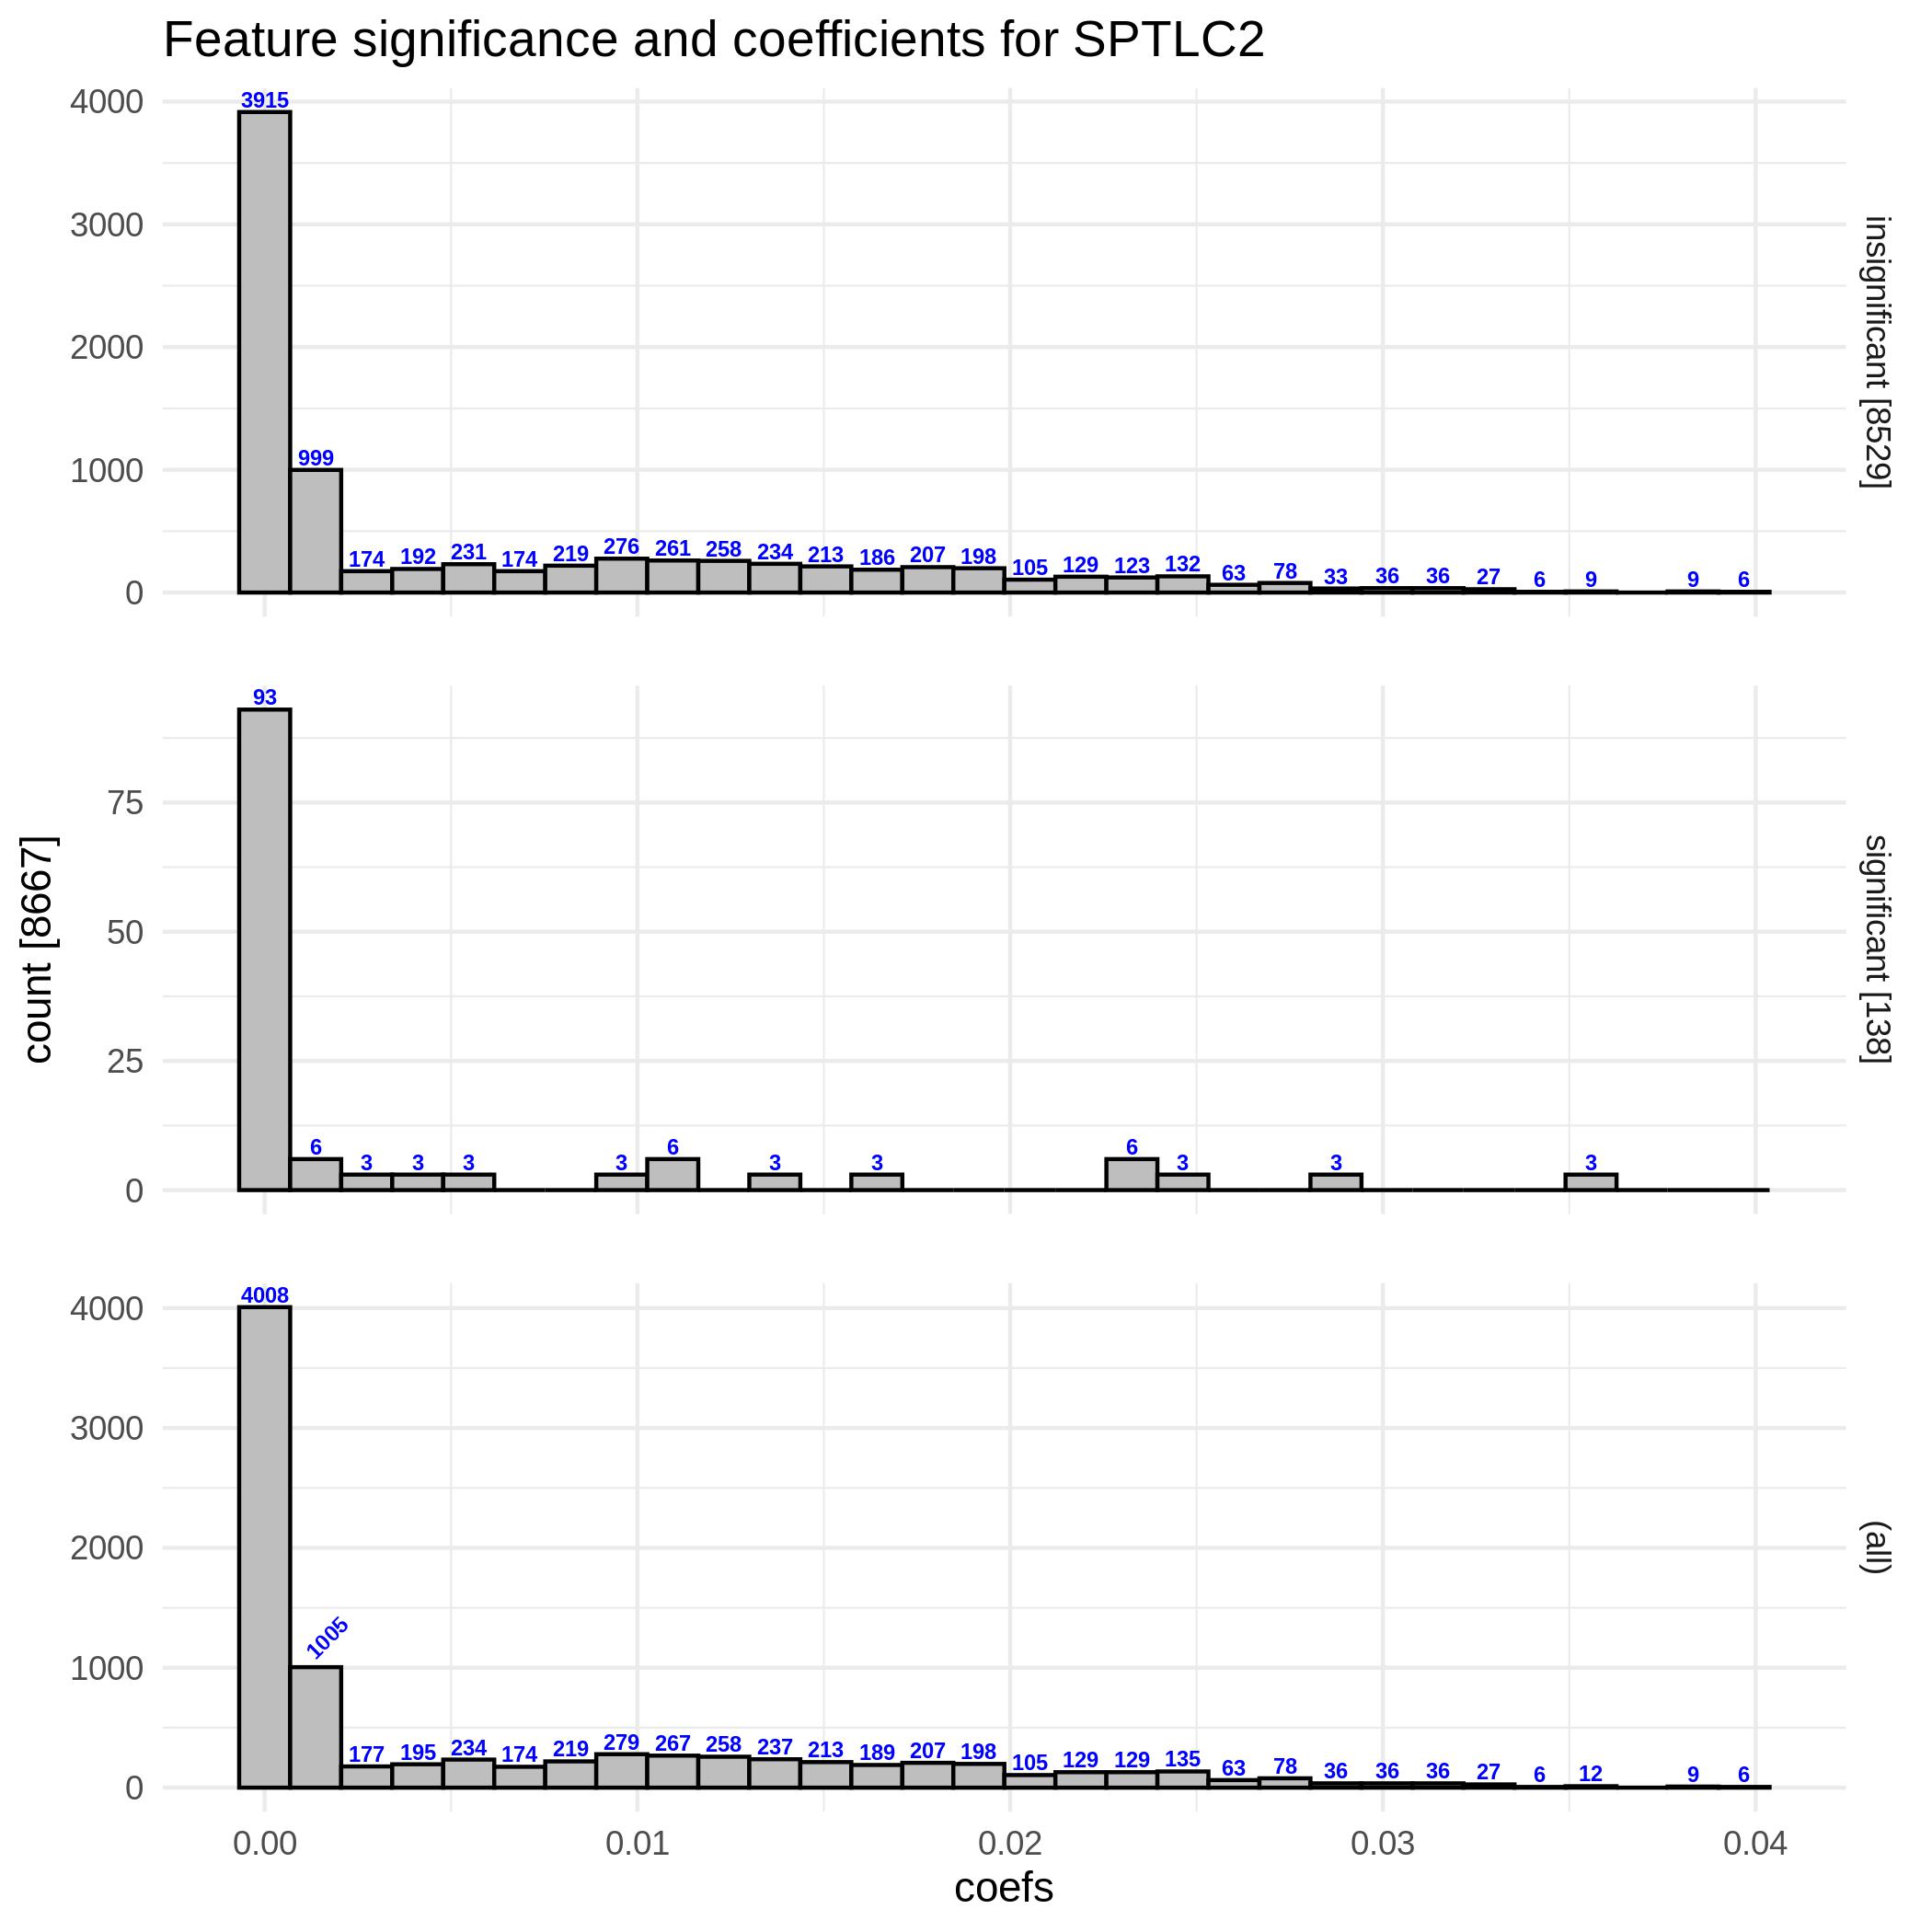 Feature significance and coefficients for SPTLC2
count [8667]
4000
3000
2000
1000
0
3915
999
174 192 231 174 219 276 261 258 234 213 186 207 198 105 129 123 132 63 78 33 36 36 27 6 9 9 6
insignificant [8529]
75
50
25
0
93
6 3 3 3 3 6 3 3 6 3 3 3
significant [138]
4000
3000
2000
1000
0
4008
1005
177 195 234 174 219 279 267 258 237 213 189 207 198 105 129 129 135 63 78 36 36 36 27 6 12 9 6
(all)
0.00 0.01 0.02 0.03 0.04
coefs